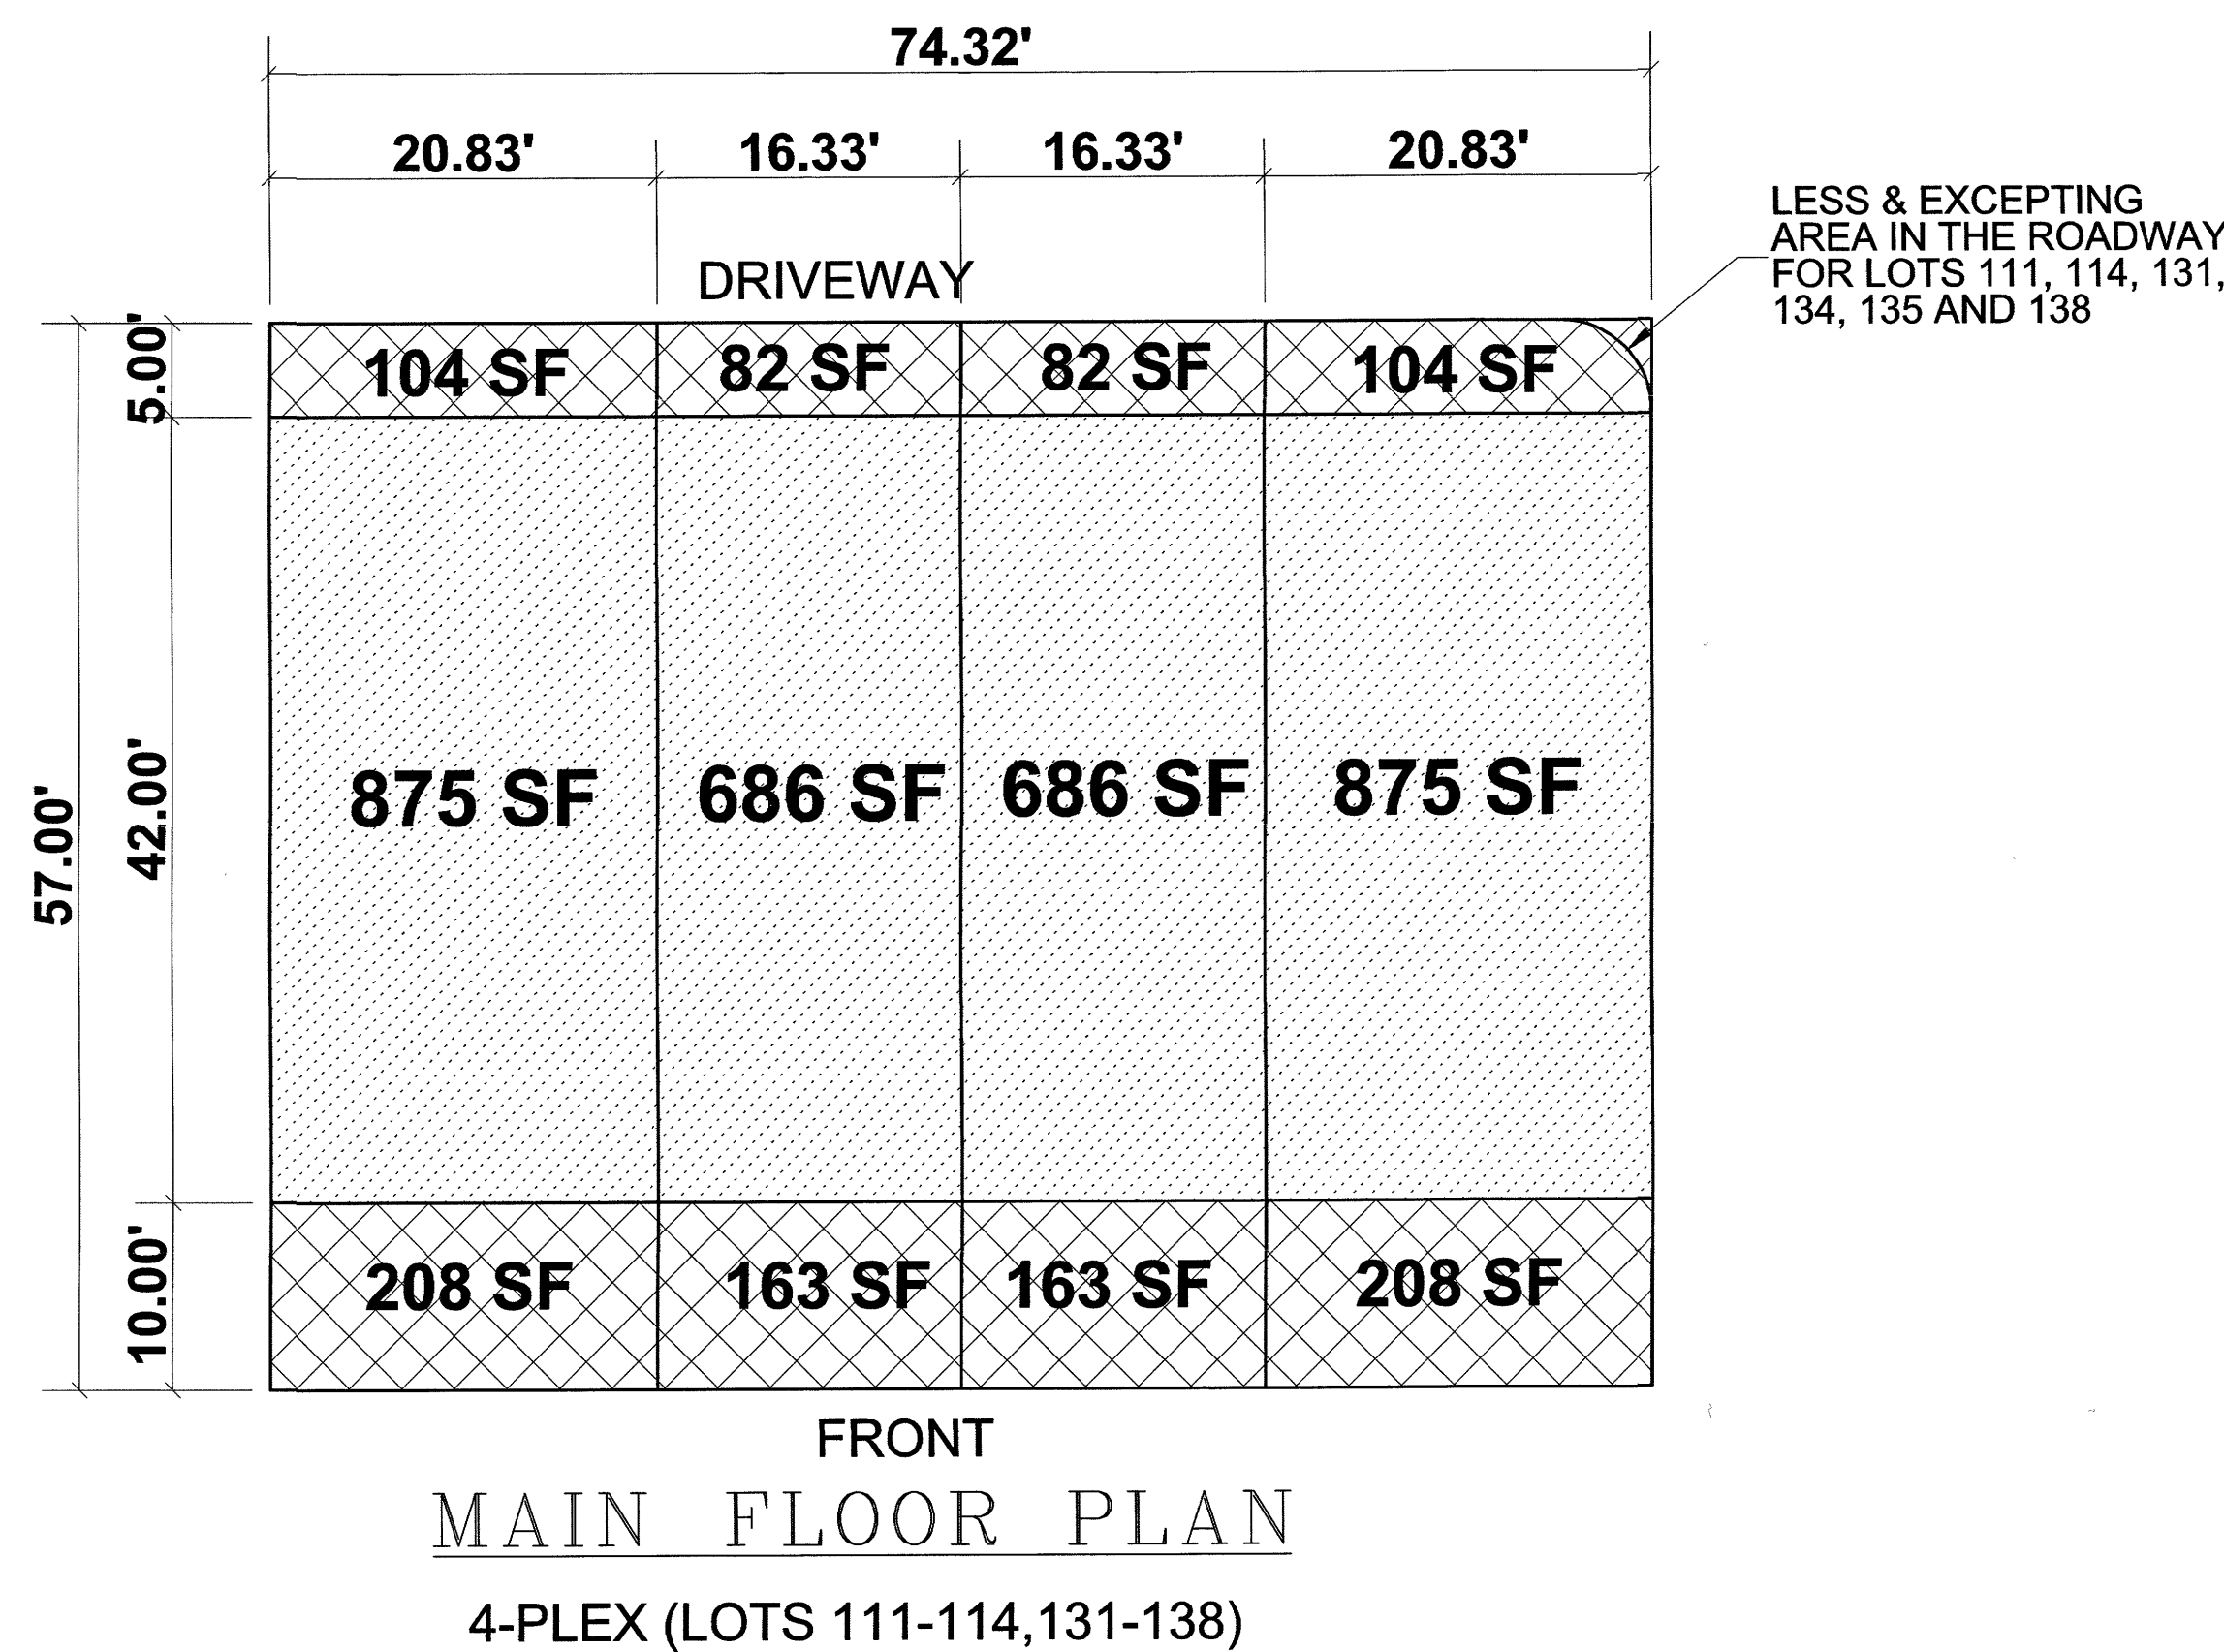 74.32'
20.83' 16.33' 16.33' 20.83'
LESS & EXCEPTING
AREA IN THE ROADWAY
FOR LOTS 111, 114, 131,
134, 135 AND 138
DRIVEWAY
5.00'
104 SF 82 SF 82 SF 104 SF
57.00'
42.00'
875 SF 686 SF 686 SF 875 SF
10.00'
208 SF 163 SF 163 SF 208 SF
FRONT
MAIN FLOOR PLAN
4-PLEX (LOTS 111-114,131-138)